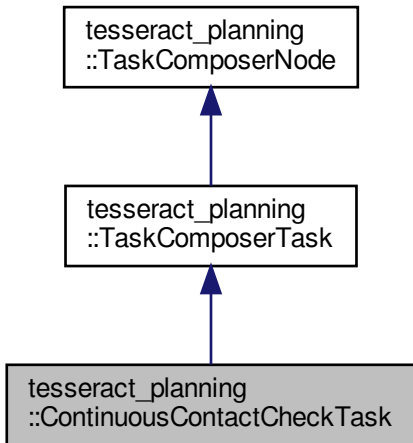 tesseract_planning
::TaskComposerNode
tesseract_planning
::TaskComposerTask
tesseract_planning
::ContinuousContactCheckTask